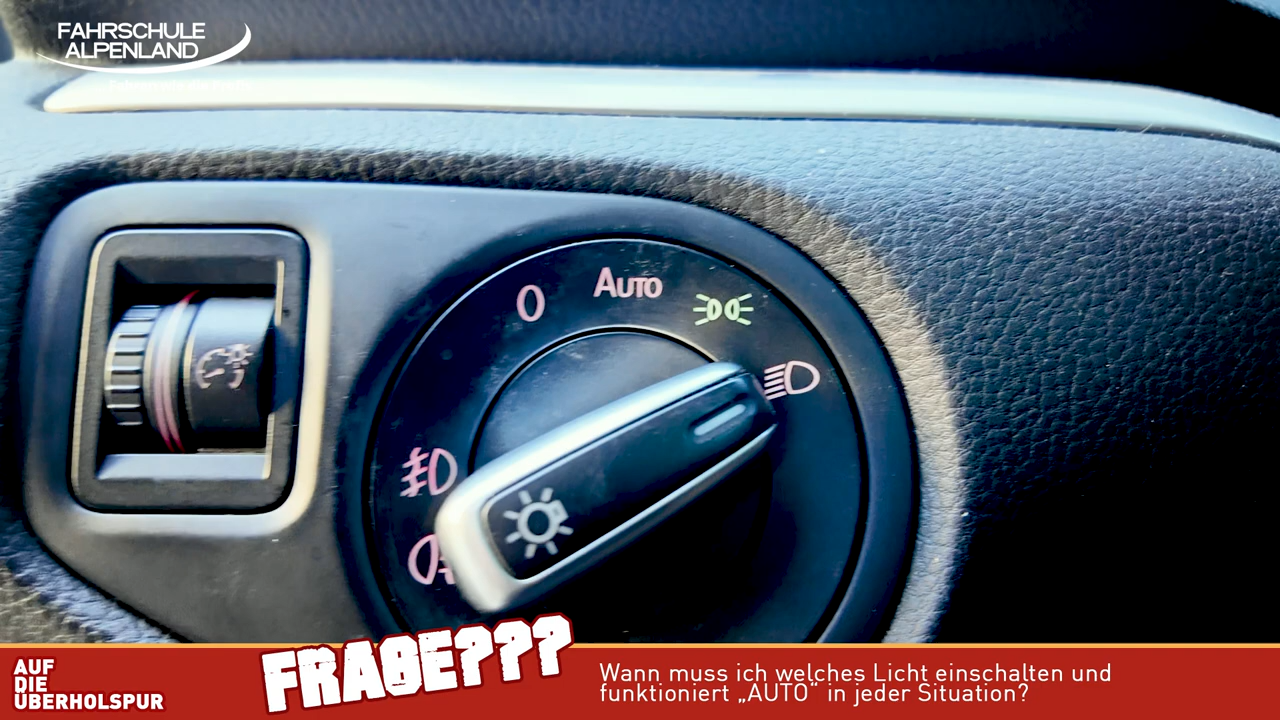 FAHRSCHULE
ALPENLAND
0
AUTO
FRAGE???
AUF
DIE
ÜBERHOLSPUR
Wann muss ich welches Licht einschalten und
funktioniert „AUTO“ in jeder Situation?